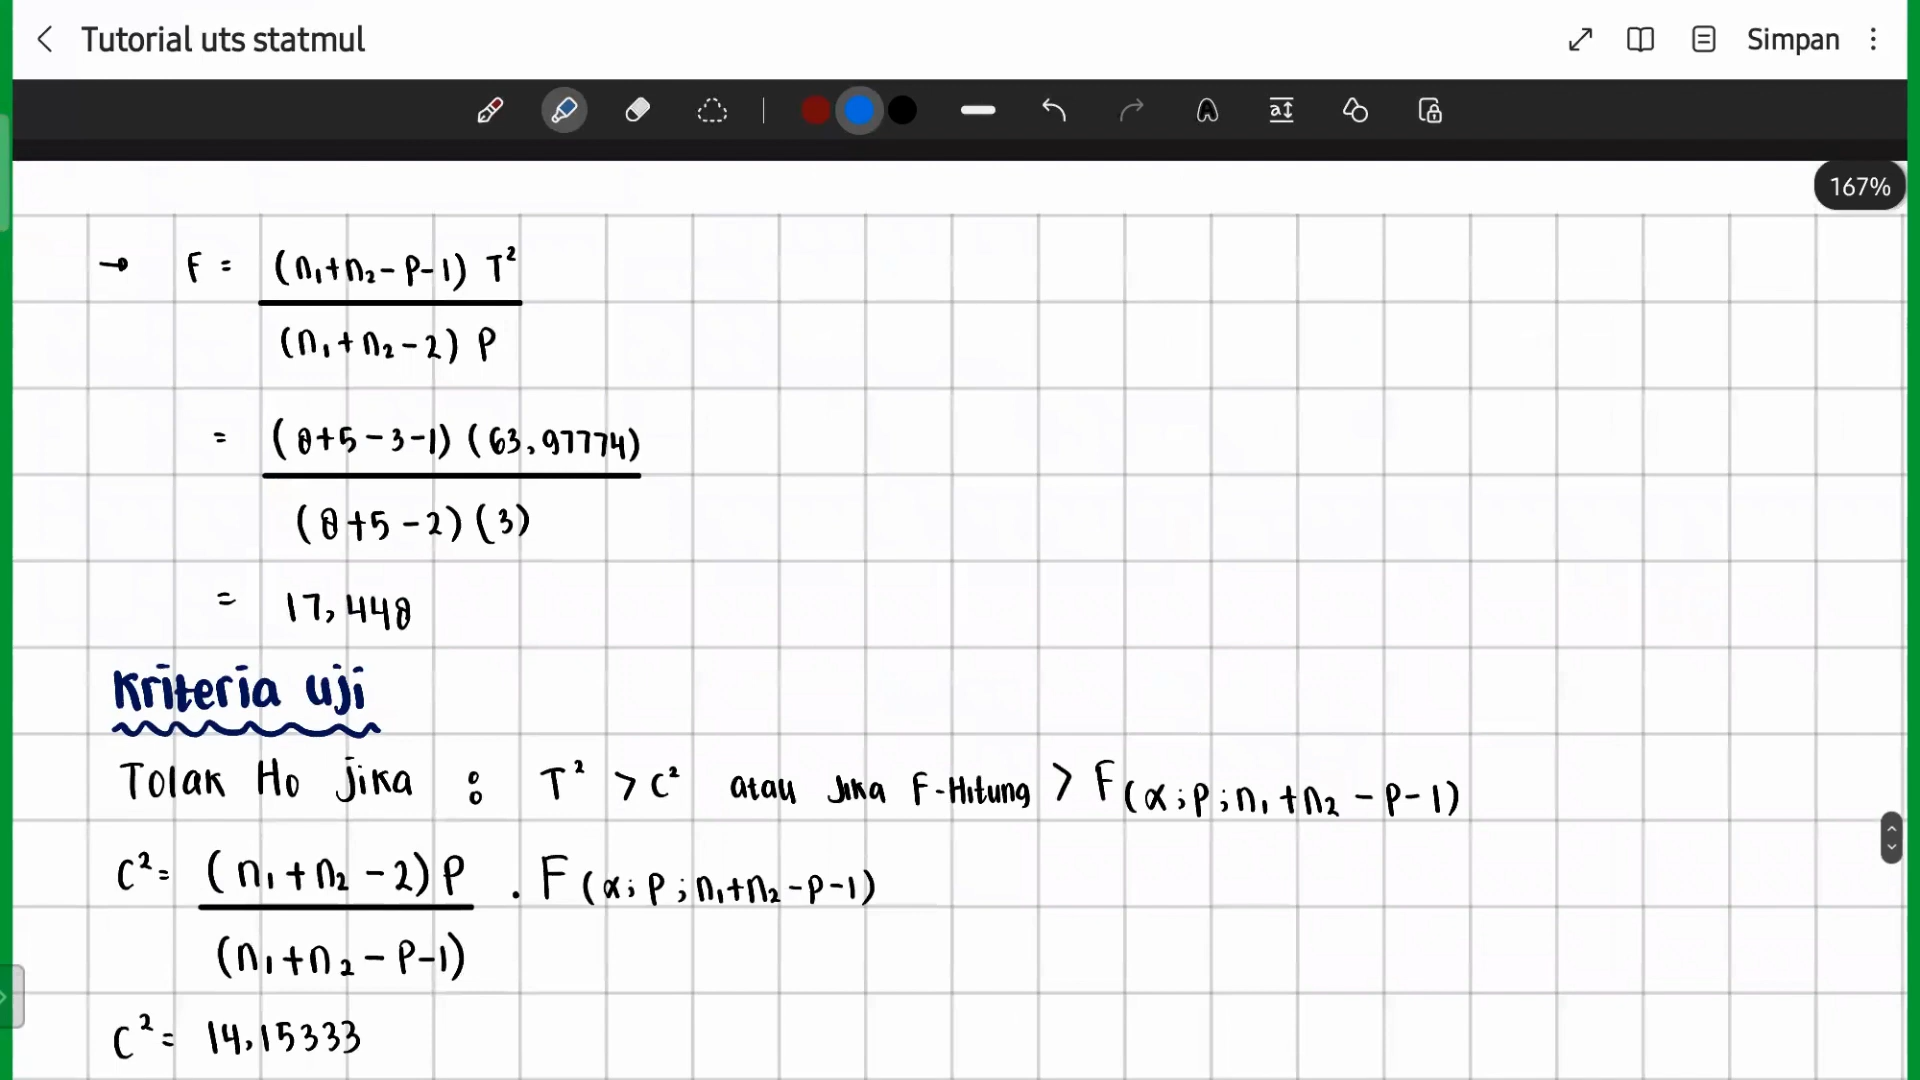 Tutorial uts statmul
Simpan
167%
→ F = (n₁+n₂-p-1) T²
(n₁+n₂-2) p
= (8+5-3-1) (63,97774)
(8+5-2) (3)
= 17,448
Kriteria uji
Tolak Ho jika : T² > C² atau Jika F-Hitung > F(α;p;n₁+n₂-p-1)
C² = (n₁+n₂-2) p . F(α;p;n₁+n₂-p-1)
(n₁+n₂-p-1)
C² = 14,15333